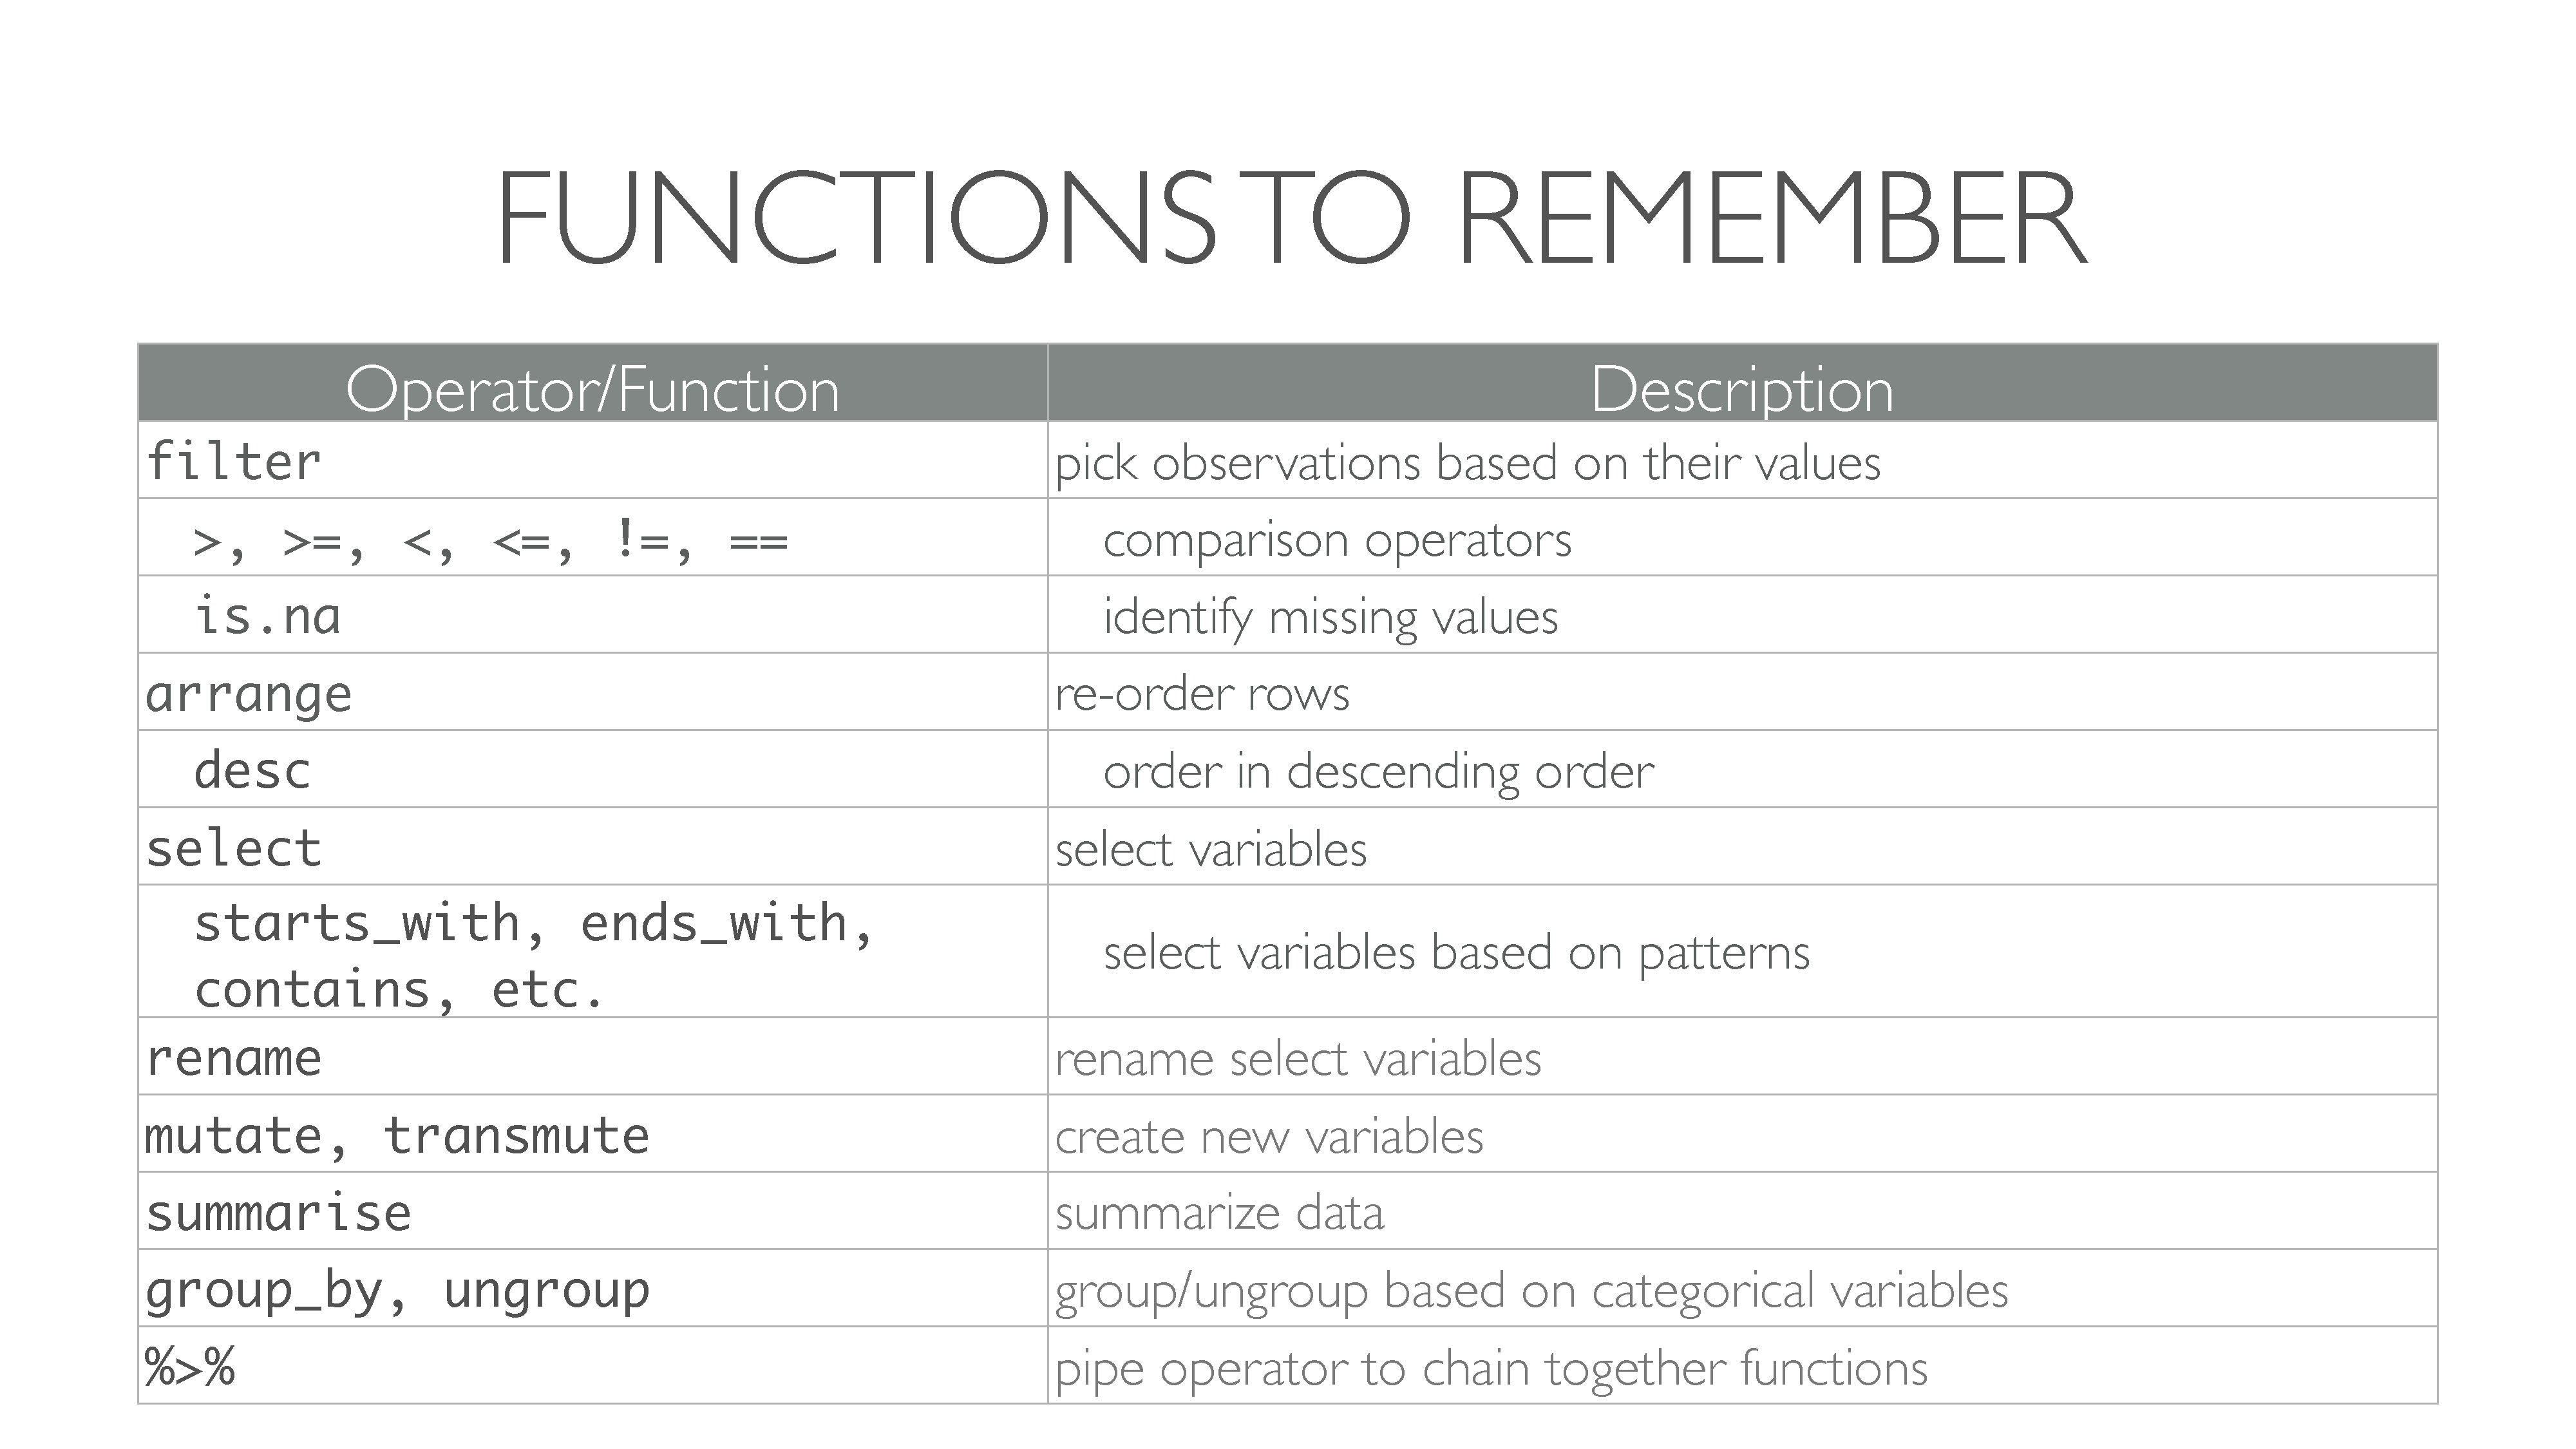 FUNCTIONS TO REMEMBER
Operator/Function Description
filter pick observations based on their values
>, >=, <, <=, !=, == comparison operators
is.na identify missing values
arrange re-order rows
desc order in descending order
select select variables
starts_with, ends_with,
contains, etc.
select variables based on patterns
rename rename select variables
mutate, transmute create new variables
summarise summarize data
group_by, ungroup group/ungroup based on categorical variables
%>% pipe operator to chain together functions